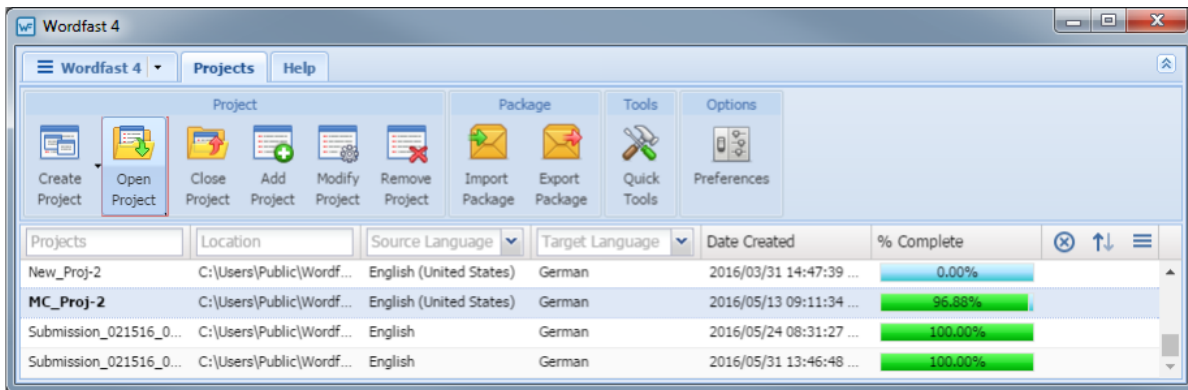 Wordfast 4
Wordfast 4 Projects Help
Project Package Tools Options
Create Project Open Project Close Project Add Project Modify Project Remove Project Import Package Export Package Quick Tools Preferences
Projects Location Source Language Target Language Date Created % Complete
New_Proj-2 C:\Users\Public\Wordf... English (United States) German 2016/03/31 14:47:39 ... 0.00%
MC_Proj-2 C:\Users\Public\Wordf... English (United States) German 2016/05/13 09:11:34 ... 96.88%
Submission_021516_0... C:\Users\Public\Wordf... English German 2016/05/24 08:31:27 ... 100.00%
Submission_021516_0... C:\Users\Public\Wordf... English German 2016/05/31 13:46:48 ... 100.00%